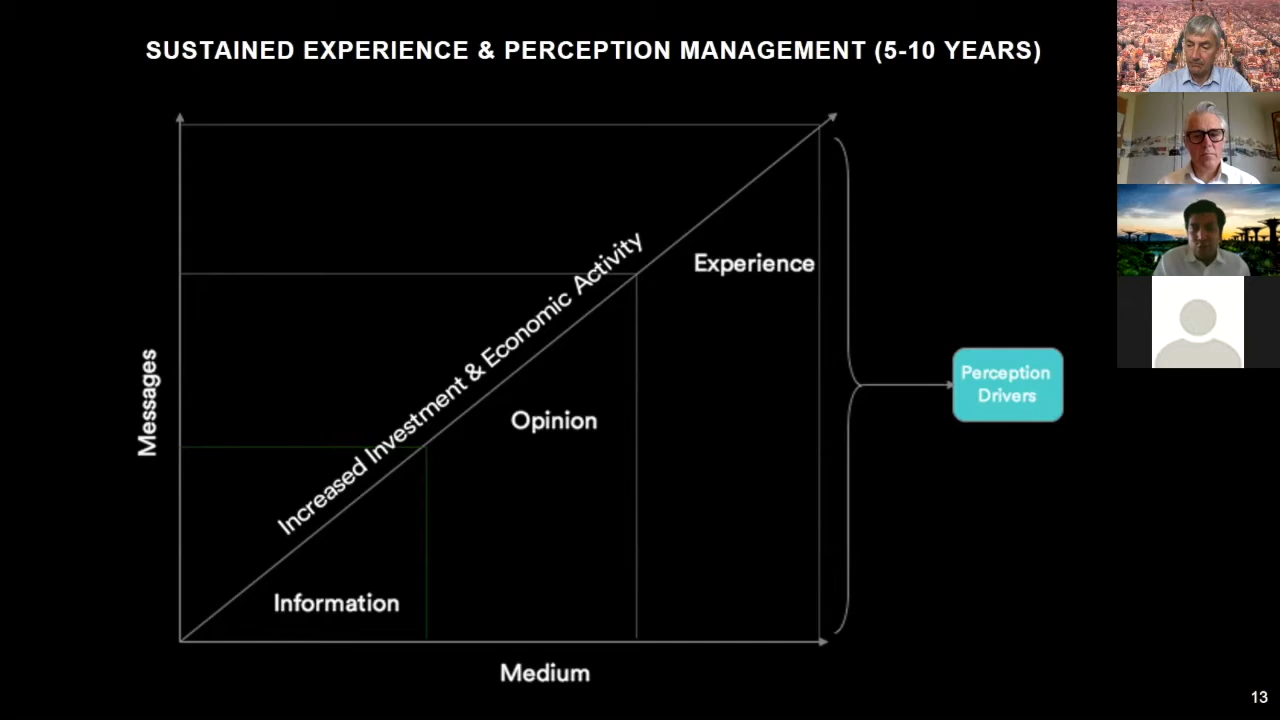 SUSTAINED EXPERIENCE & PERCEPTION MANAGEMENT (5-10 YEARS)
Messages
Increased Investment & Economic Activity
Experience
Opinion
Information
Perception
Drivers
Medium
13